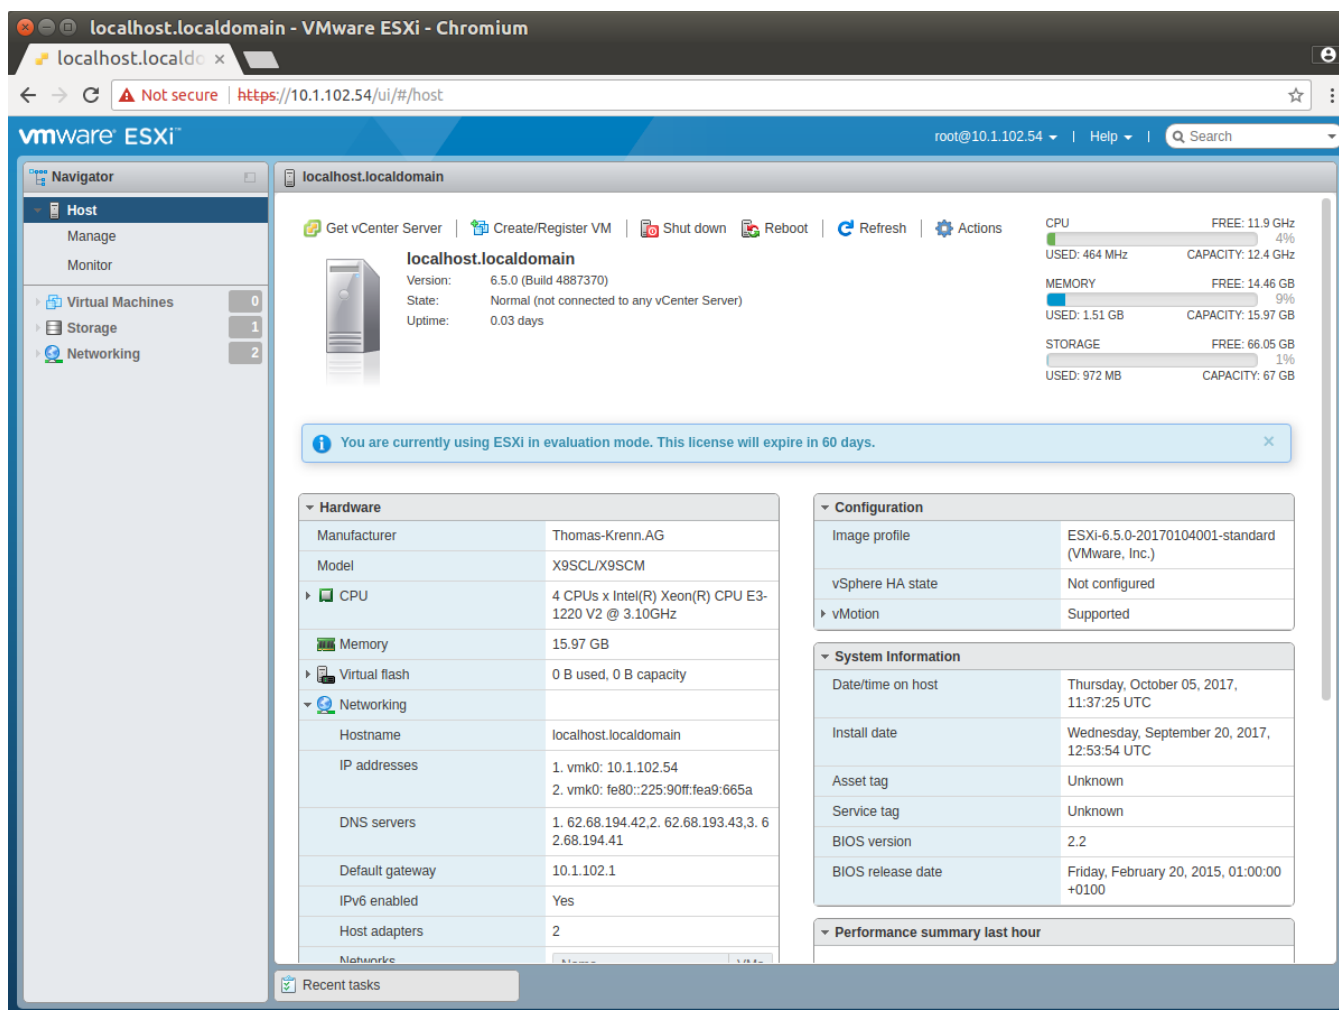 localhost.localdomain - VMware ESXi - Chromium
localhost.localdo
Not secure https://10.1.102.54/ui/#/host
vmware ESXi™
root@10.1.102.54 | Help | Search
Navigator
Host
Manage
Monitor
Virtual Machines 0
Storage 1
Networking 2
localhost.localdomain
Get vCenter Server | Create/Register VM | Shut down Reboot | Refresh | Actions
localhost.localdomain
Version: 6.5.0 (Build 4887370)
State: Normal (not connected to any vCenter Server)
Uptime: 0.03 days
CPU FREE: 11.9 GHz
4%
USED: 464 MHz CAPACITY: 12.4 GHz
MEMORY FREE: 14.46 GB
9%
USED: 1.51 GB CAPACITY: 15.97 GB
STORAGE FREE: 66.05 GB
1%
USED: 972 MB CAPACITY: 67 GB
You are currently using ESXi in evaluation mode. This license will expire in 60 days.
Hardware
Manufacturer Thomas-Krenn.AG
Model X9SCL/X9SCM
CPU 4 CPUs x Intel(R) Xeon(R) CPU E3-
1220 V2 @ 3.10GHz
Memory 15.97 GB
Virtual flash 0 B used, 0 B capacity
Networking
Hostname localhost.localdomain
IP addresses 1. vmk0: 10.1.102.54
2. vmk0: fe80::225:90ff:fea9:665a
DNS servers 1. 62.68.194.42,2. 62.68.193.43,3. 6
2.68.194.41
Default gateway 10.1.102.1
IPv6 enabled Yes
Host adapters 2
Networks Name VMs
Configuration
Image profile ESXi-6.5.0-20170104001-standard
(VMware, Inc.)
vSphere HA state Not configured
vMotion Supported
System Information
Date/time on host Thursday, October 05, 2017,
11:37:25 UTC
Install date Wednesday, September 20, 2017,
12:53:54 UTC
Asset tag Unknown
Service tag Unknown
BIOS version 2.2
BIOS release date Friday, February 20, 2015, 01:00:00
+0100
Performance summary last hour
Recent tasks